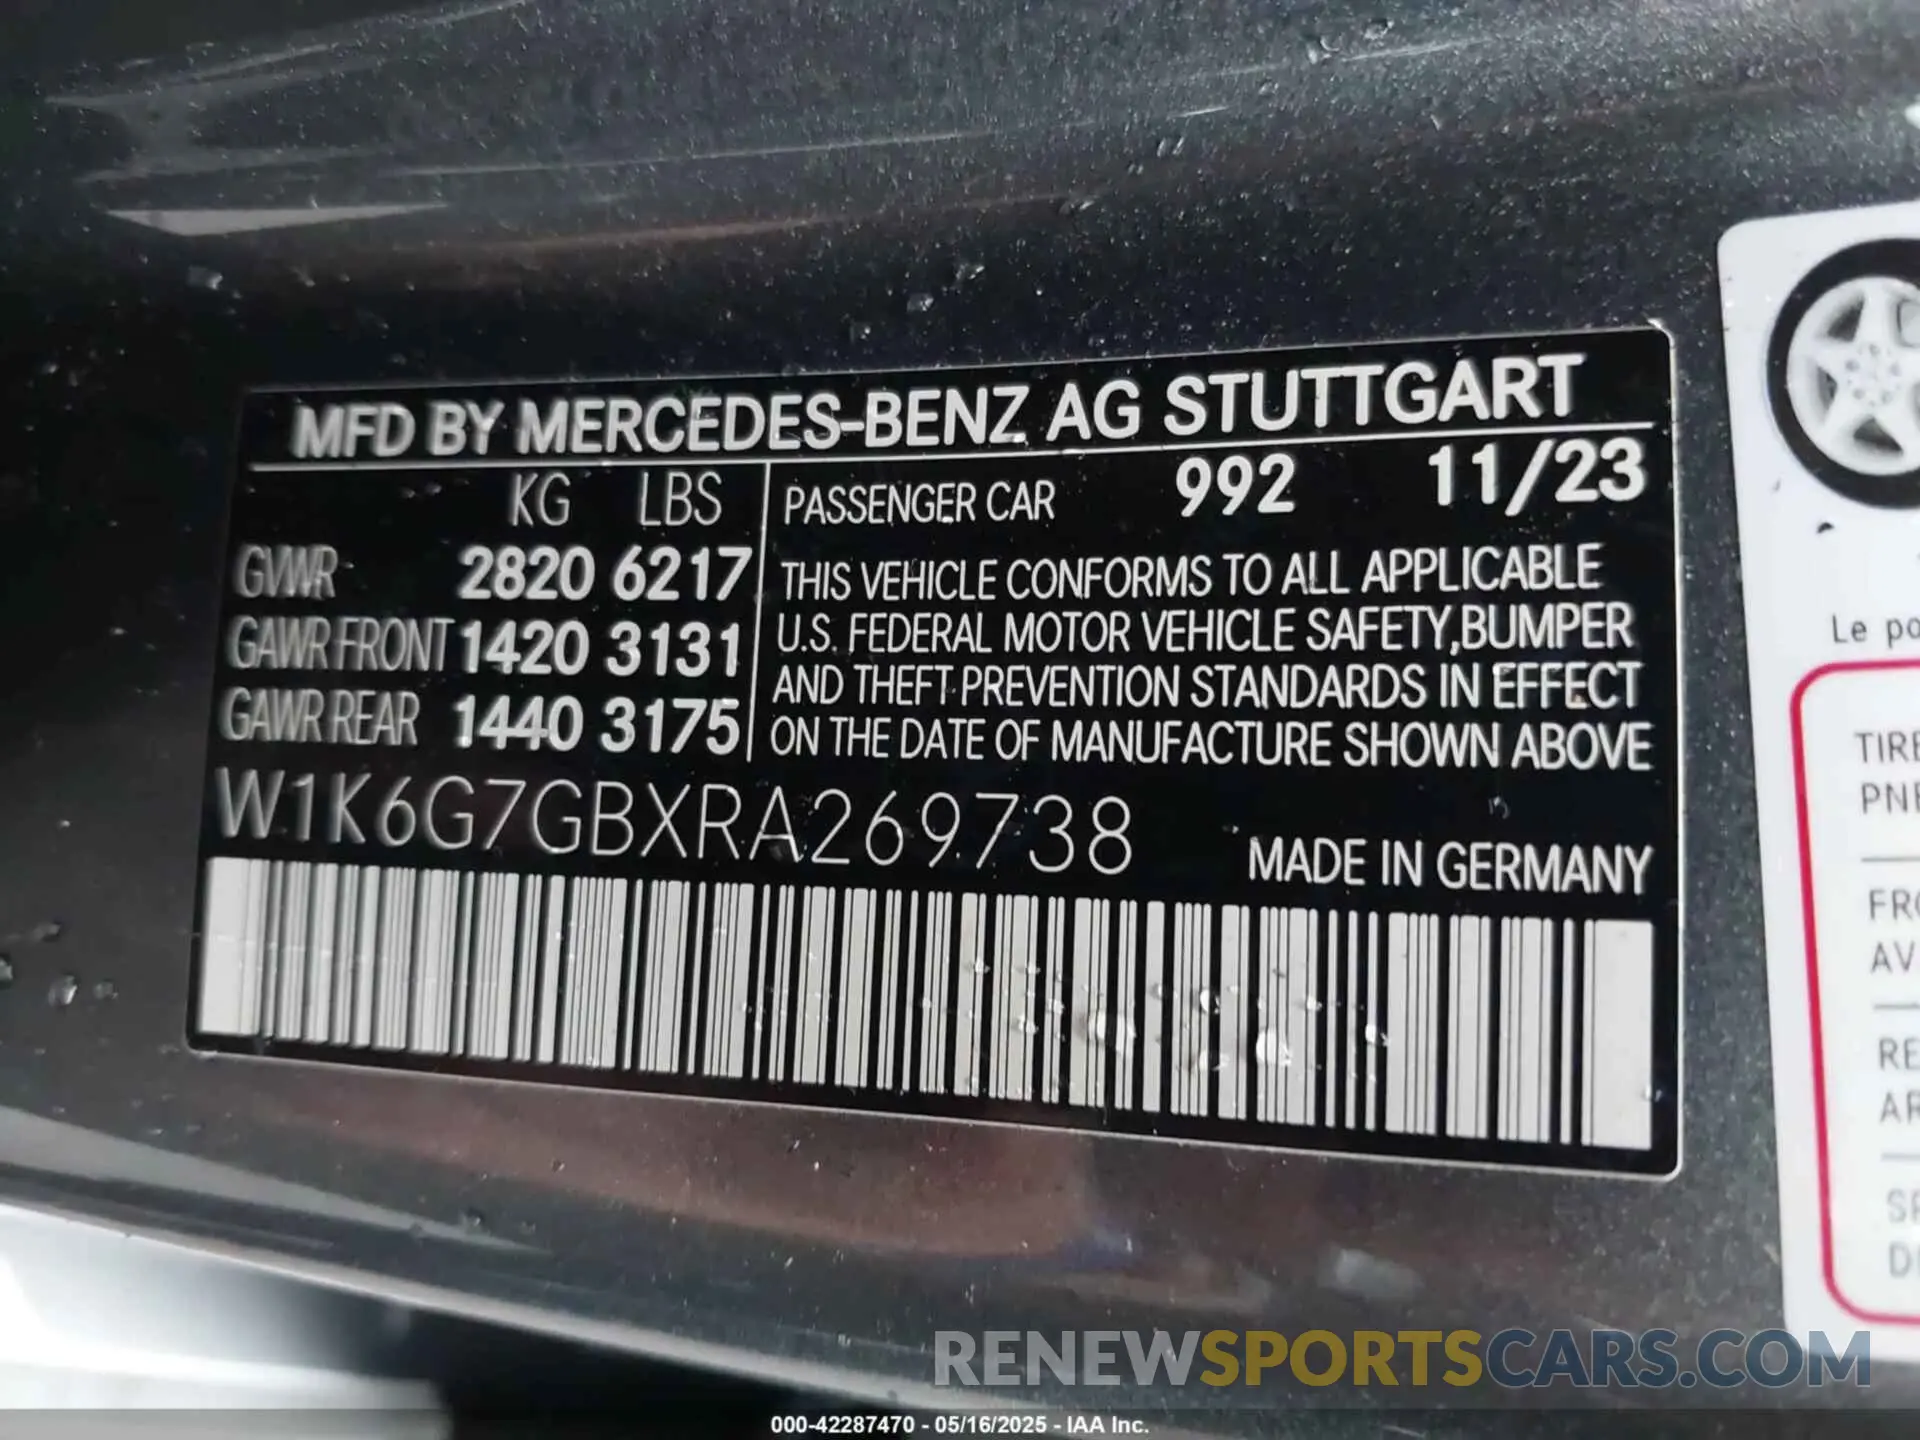 MFD BY MERCEDES-BENZ AG STUTTGART
KG LBS
GVWR 2820 6217
GAWR FRONT 1420 3131
GAWR REAR 1440 3175
PASSENGER CAR 992 11/23
THIS VEHICLE CONFORMS TO ALL APPLICABLE
U.S. FEDERAL MOTOR VEHICLE SAFETY,BUMPER
AND THEFT PREVENTION STANDARDS IN EFFECT
ON THE DATE OF MANUFACTURE SHOWN ABOVE
W1K6G7GBXRA269738
MADE IN GERMANY
Le
TIRE
RENEWSPORTSCARS.COM
000-42287470 - 05/16/2025 - IAA Inc.